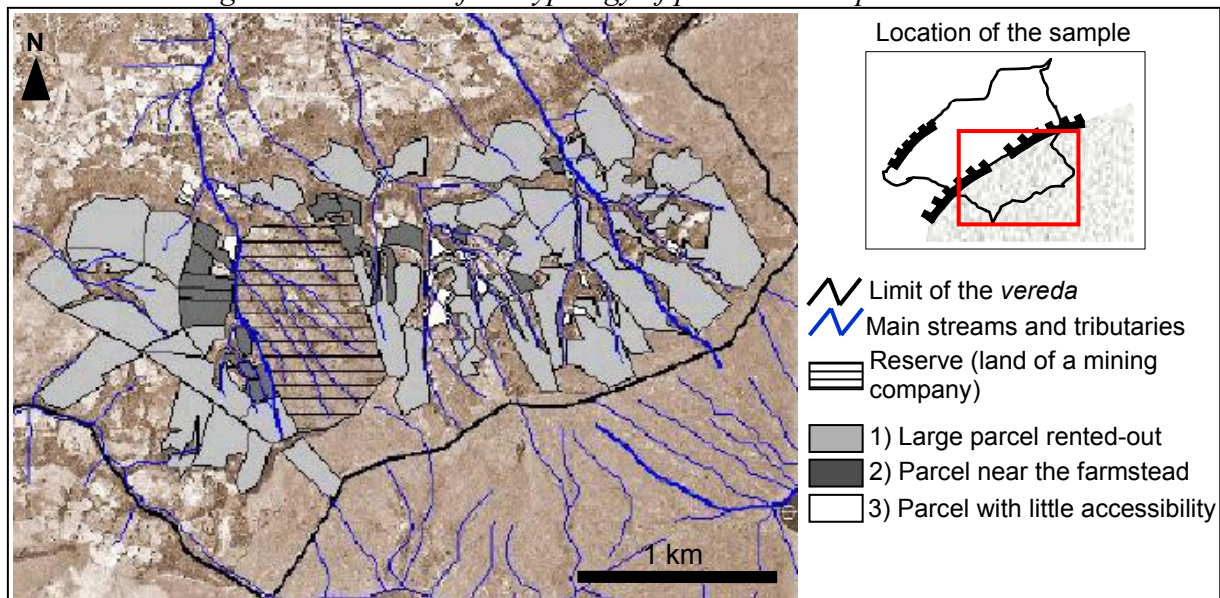 N
1 km
Location of the sample
Limit of the vereda
Main streams and tributaries
Reserve (land of a mining
company)
1) Large parcel rented-out
2) Parcel near the farmstead
3) Parcel with little accessibility